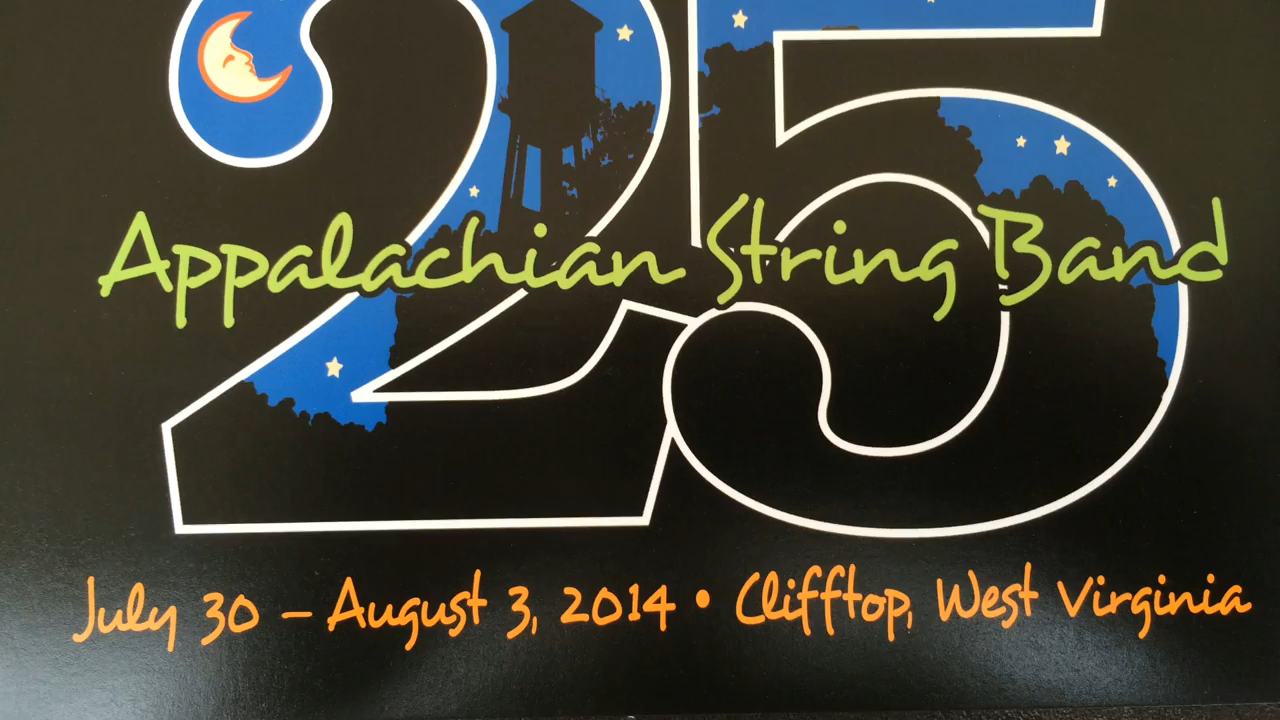 25
Appalachian String Band
July 30 – August 3, 2014 • Clifftop, West Virginia